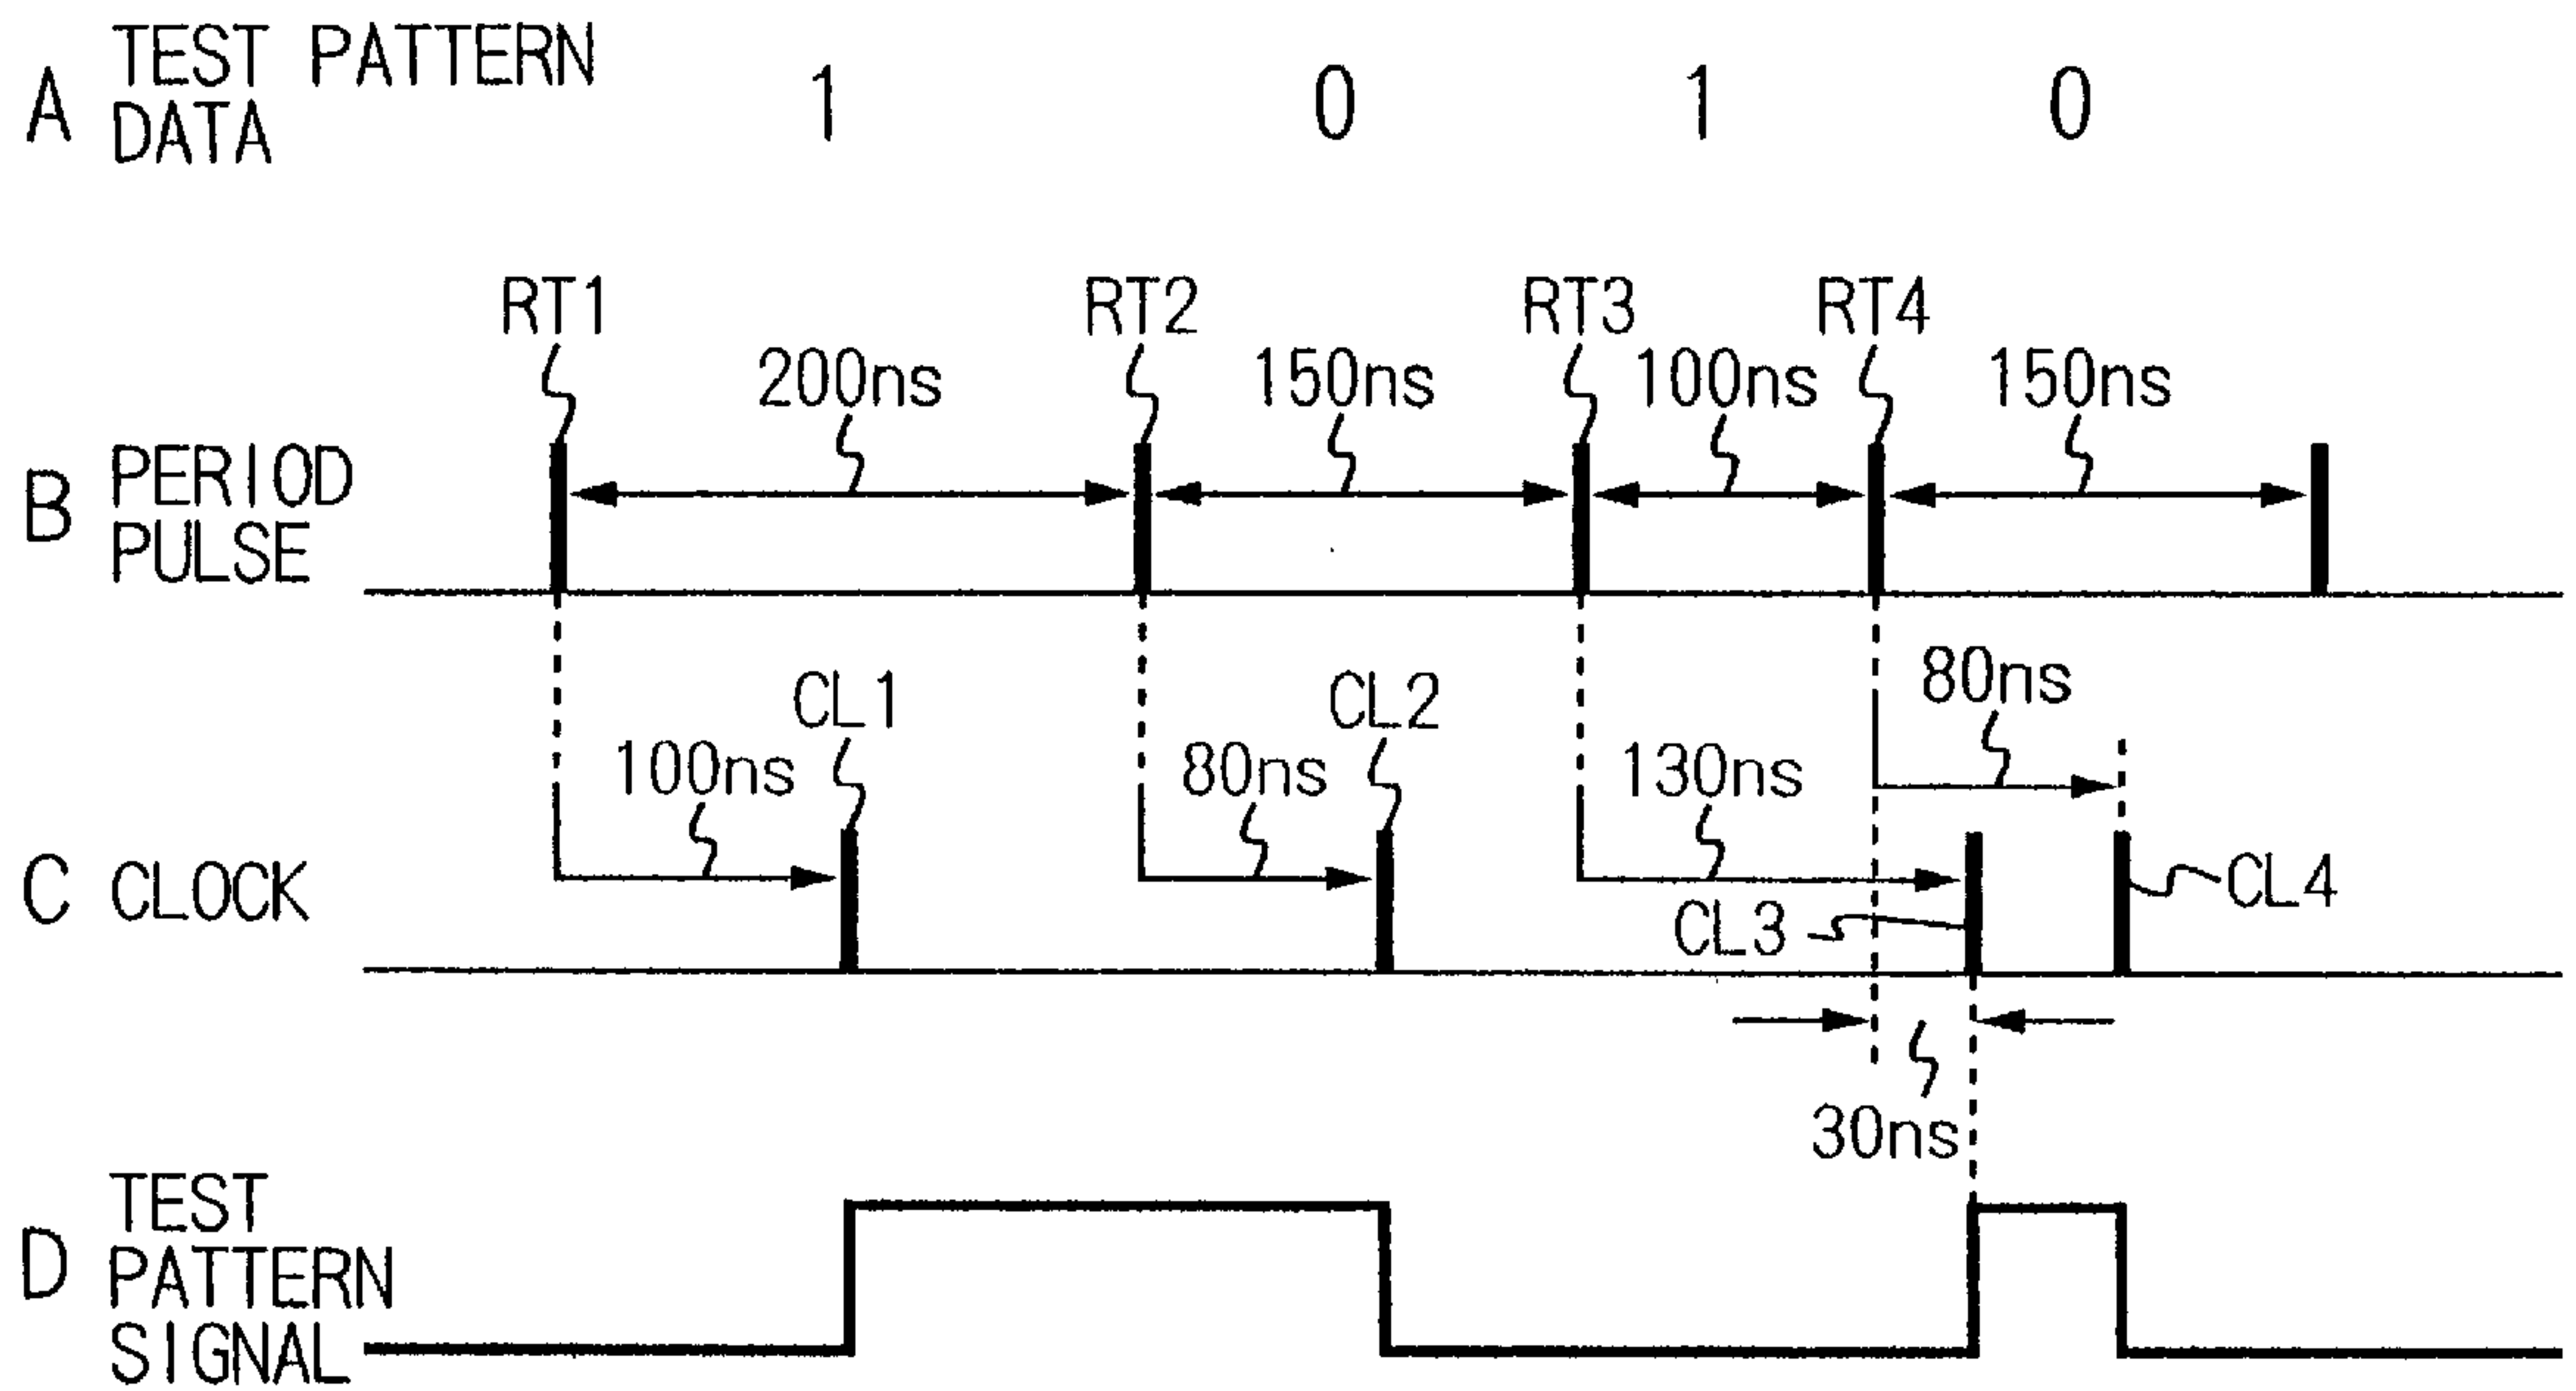 A TEST PATTERN DATA 1 0 1 0
RT1 RT2 RT3 RT4
200ns 150ns 100ns 150ns
B PERIOD PULSE
80ns
CL1 CL2
100ns 80ns 130ns
C CLOCK CL3 CL4
30ns
D TEST PATTERN SIGNAL